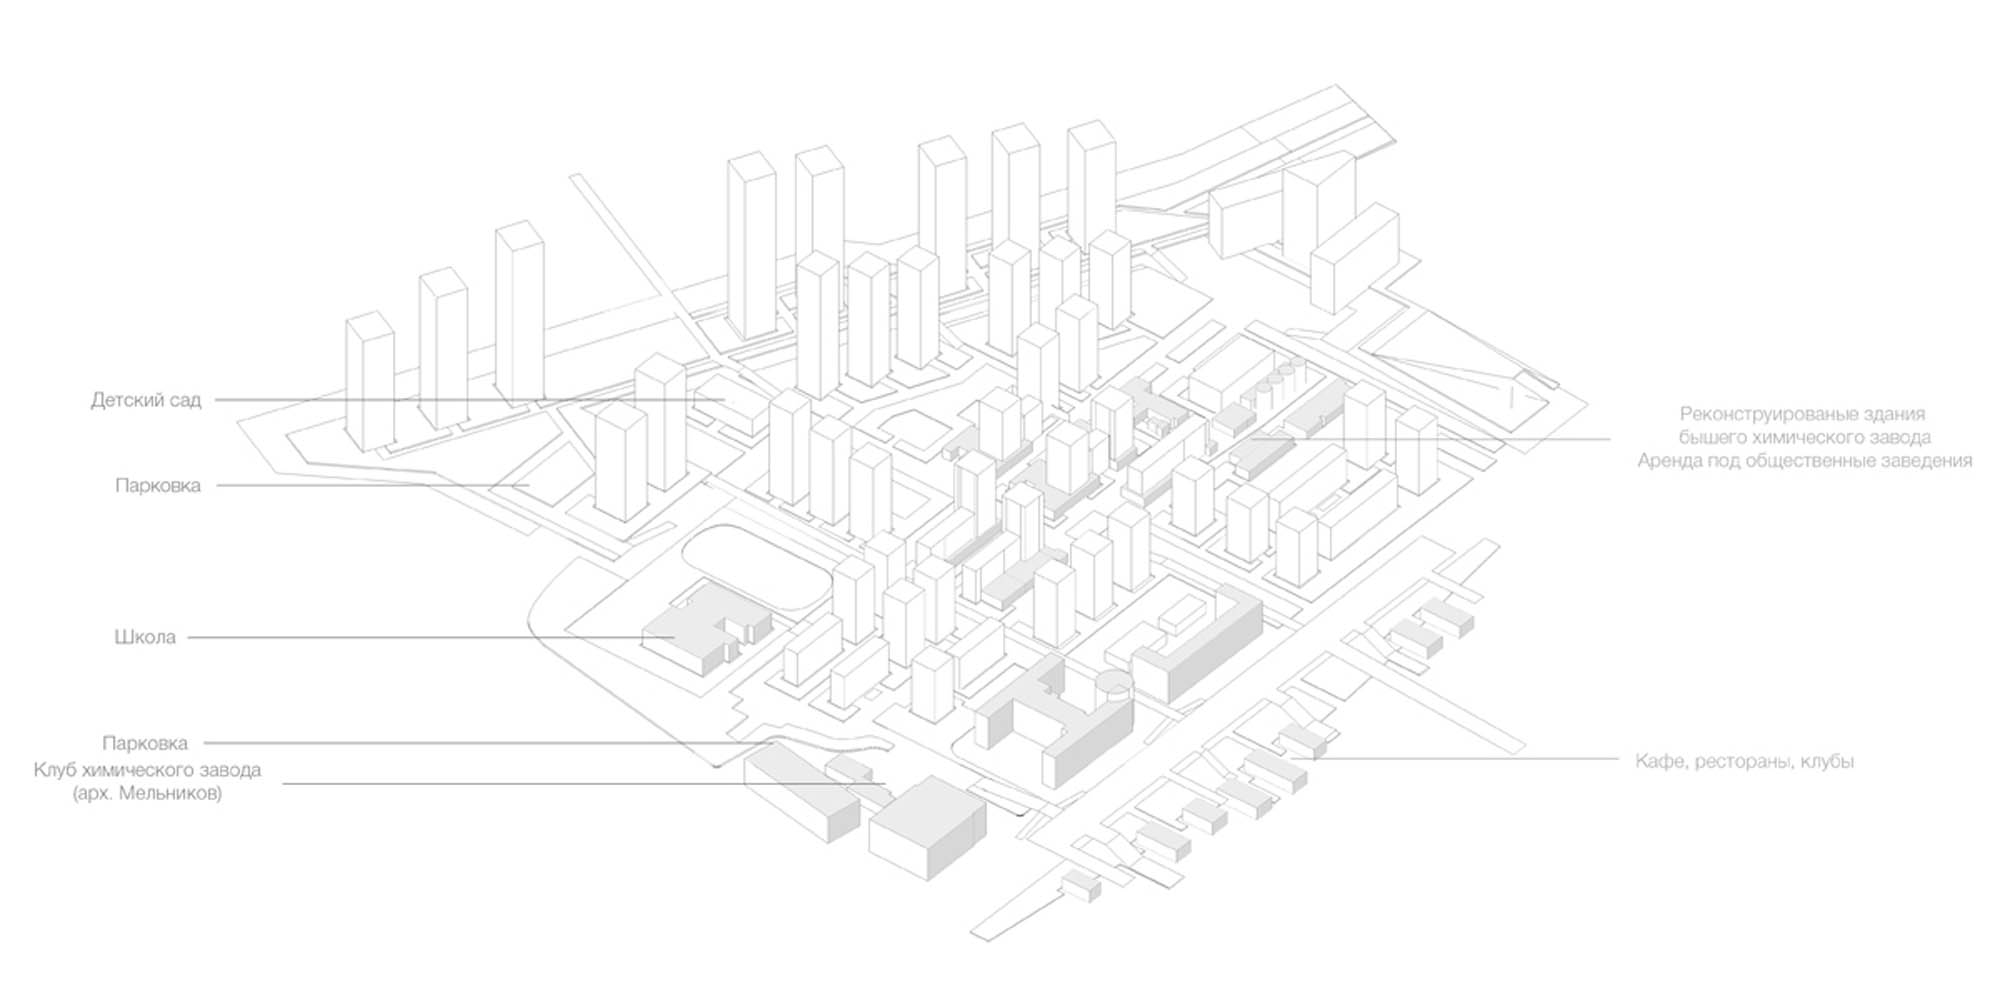 Детский сад
Парковка
Школа
Парковка
Клуб химического завода
(арх. Мельников)
Реконструированые здания
бышего химического завода
Аренда под общественные заведения
Кафе, рестораны, клубы